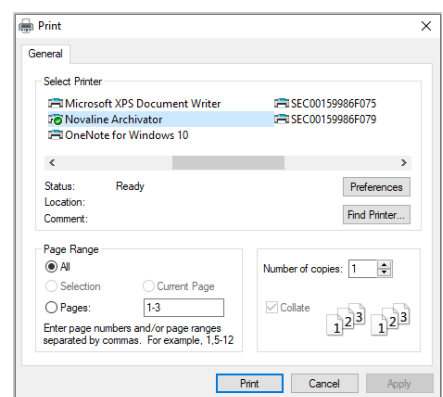 Print
General
Select Printer
Microsoft XPS Document Writer
SEC00159986F075
Novaline Archivator
SEC00159986F079
OneNote for Windows 10
Status: Ready
Preferences
Location:
Comment:
Find Printer...
Page Range
All
Selection
Current Page
Pages: 1-3
Enter page numbers and/or page ranges
separated by commas. For example, 1,5-12
Number of copies: 1
Collate
1 2 3 1 2 3
Print Cancel Apply